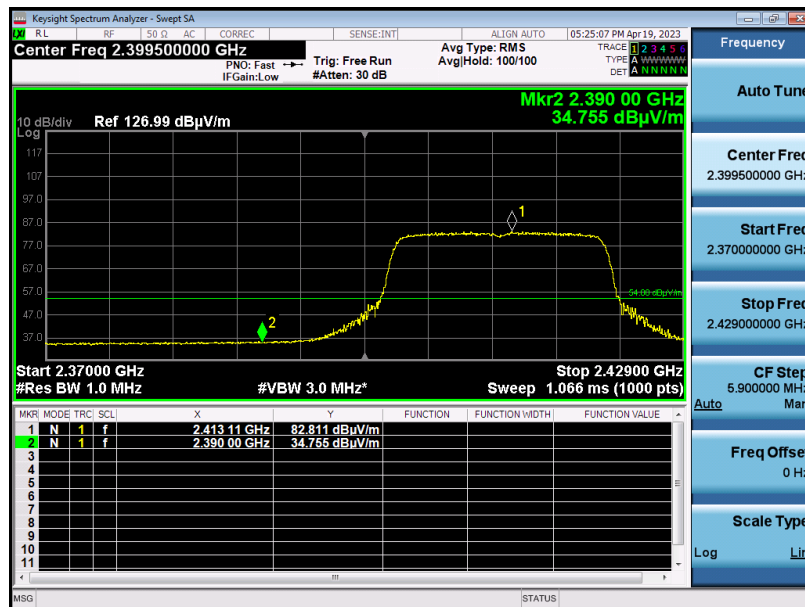 Keysight Spectrum Analyzer - Swept SA
LXI RL RF 50 Ω AC CORREC SENSE:INT ALIGN AUTO 05:25:07 PM Apr 19, 2023
Center Freq 2.399500000 GHz
PNO: Fast
IFGain:Low
Trig: Free Run
#Atten: 30 dB
Avg Type: RMS
Avg|Hold: 100/100
TRACE 1 2 3 4 5 6
TYPE A WWWWW
DET A N N N N N
Mkr2 2.390 00 GHz
34.755 dBµV/m
10 dB/div Ref 126.99 dBµV/m
Log
117
107
97.0
87.0
77.0
67.0
57.0
47.0
37.0
1
2
54.00 dBµV/m
Start 2.37000 GHz Stop 2.42900 GHz
#Res BW 1.0 MHz #VBW 3.0 MHz* Sweep 1.066 ms (1000 pts)
MKR MODE TRC SCL X Y FUNCTION FUNCTION WIDTH FUNCTION VALUE
1 N 1 f 2.413 11 GHz 82.811 dBµV/m
2 N 1 f 2.390 00 GHz 34.755 dBµV/m
3
4
5
6
7
8
9
10
11
MSG STATUS
Frequency
Auto Tune
Center Freq
2.399500000 GHz
Start Freq
2.370000000 GHz
Stop Freq
2.429000000 GHz
CF Step
5.900000 MHz
Auto Man
Freq Offset
0 Hz
Scale Type
Log Lin